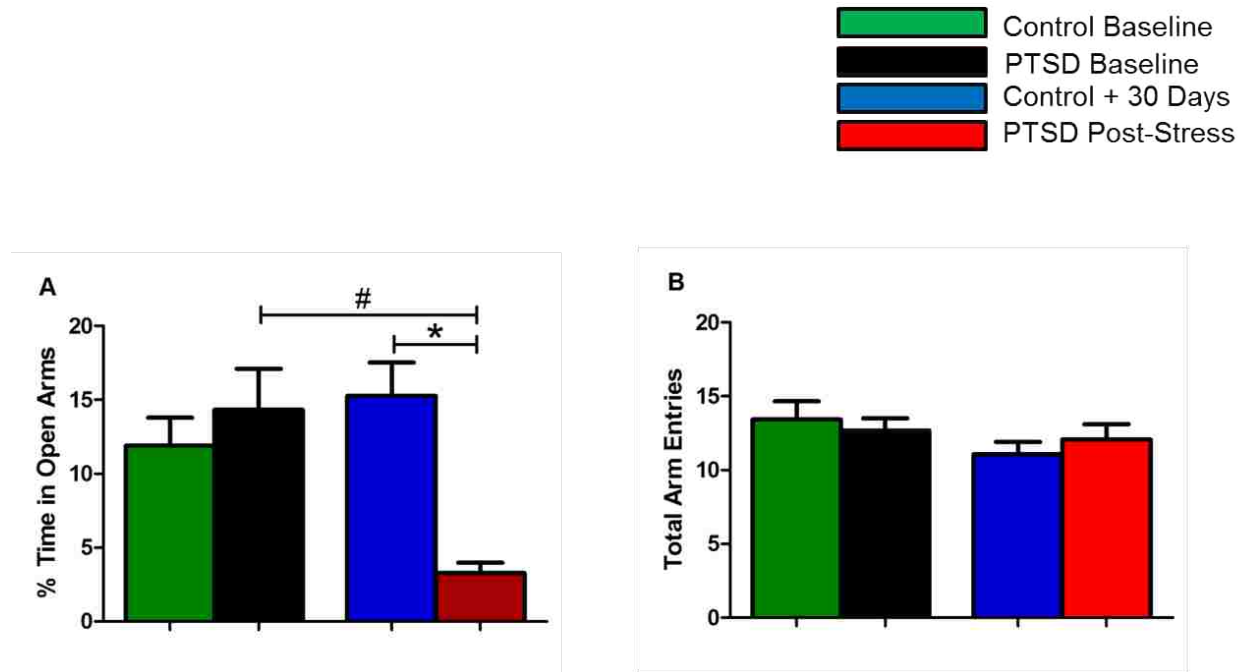 Control Baseline
PTSD Baseline
Control + 30 Days
PTSD Post-Stress
A
#
*
% Time in Open Arms
20
15
10
5
0
B
Total Arm Entries
20
15
10
5
0